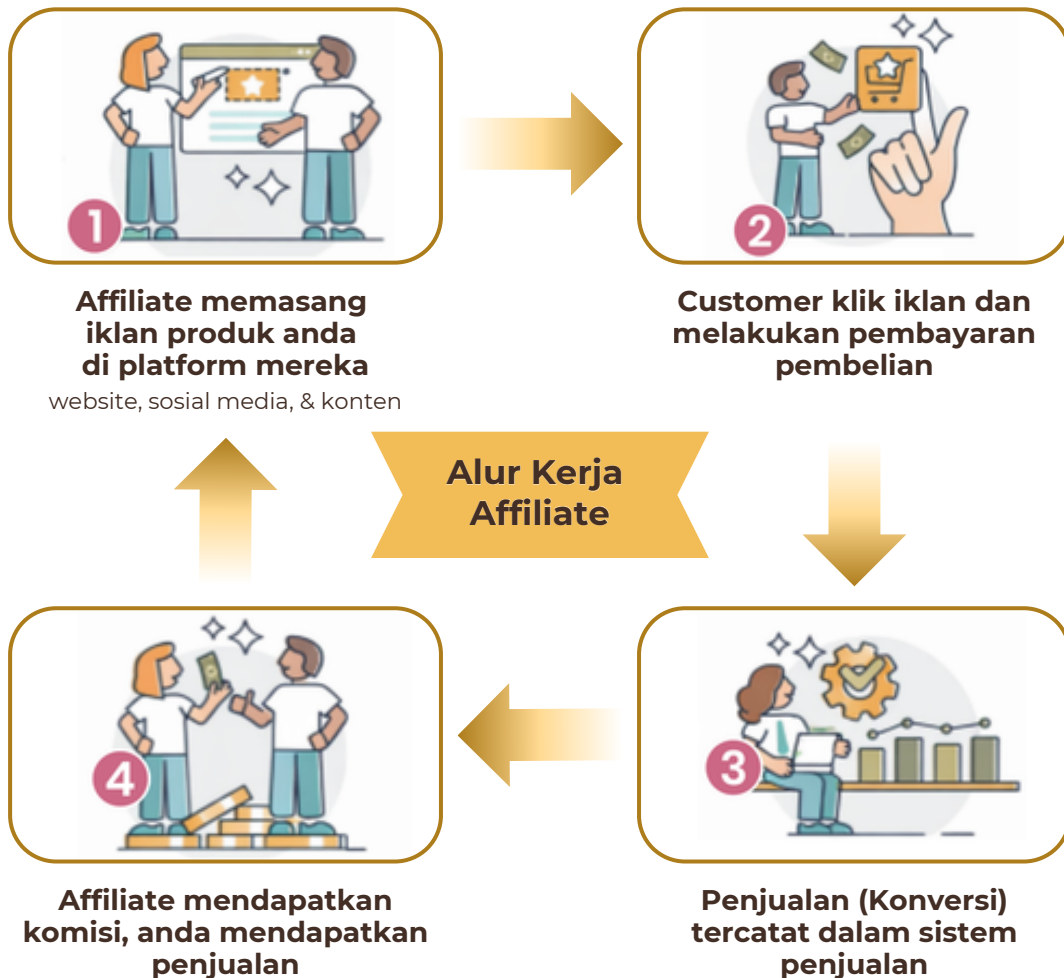 1
Affiliate memasang
iklan produk anda
di platform mereka
website, sosial media, & konten
2
Customer klik iklan dan
melakukan pembayaran
pembelian
Alur Kerja
Affiliate
3
Penjualan (Konversi)
tercatat dalam sistem
penjualan
4
Affiliate mendapatkan
komisi, anda mendapatkan
penjualan